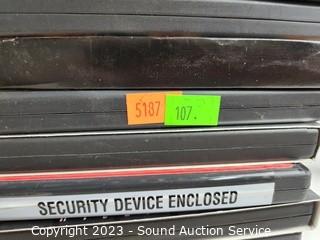 5187 107.
SECURITY DEVICE ENCLOSED
Copyright © 2023 - Sound Auction Service